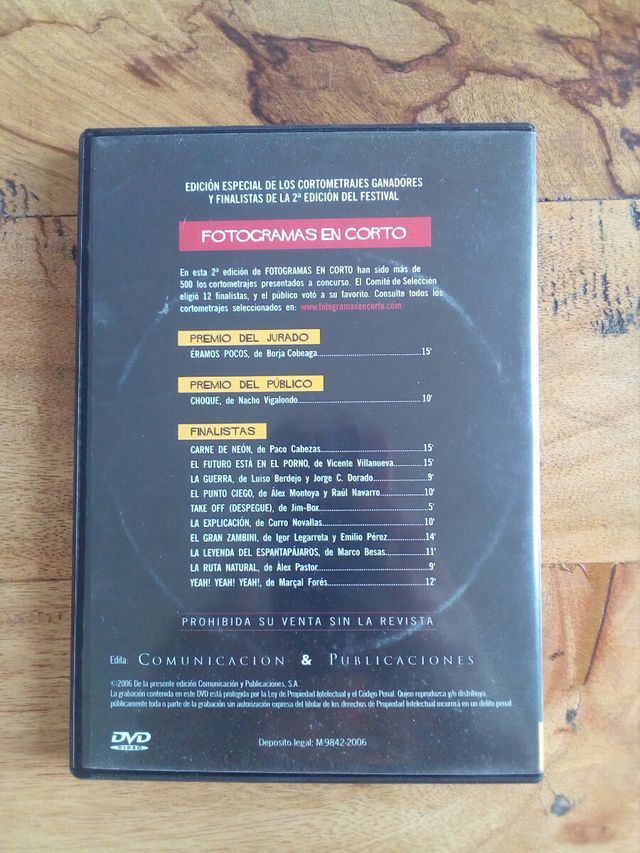 EDICIÓN ESPECIAL DE LOS CORTOMETRAJES GANADORES
Y FINALISTAS DE LA 2ª EDICIÓN DEL FESTIVAL
FOTOGRAMAS EN CORTO
En esta 2ª edición de FOTOGRAMAS EN CORTO han sido más de
500 los cortometrajes presentados a concurso. El Comité de Selección
eligió 12 finalistas, y el público votó a su favorito. Consulte todos los
cortometrajes seleccionados en: www.fotogramasencorto.com
PREMIO DEL JURADO
ÉRAMOS POCOS, de Borja Cobeaga...............................15'
PREMIO DEL PÚBLICO
CHOQUE, de Nacho Vigalondo...............................10'
FINALISTAS
CARNE DE NEÓN, de Paco Cabezas...............................15'
EL FUTURO ESTÁ EN EL PORNO, de Vicente Villanueva.........15'
LA GUERRA, de Luiso Berdejo y Jorge C. Dorado...............9'
EL PUNTO CIEGO, de Álex Montoya y Raúl Navarro............10'
TAKE OFF (DESPEGUE), de Jim-Box...............................5'
LA EXPLICACIÓN, de Curro Novallas...............................10'
EL GRAN ZAMBINI, de Igor Legarreta y Emilio Pérez............14'
LA LEYENDA DEL ESPANTAPÁJAROS, de Marco Besas............11'
LA RUTA NATURAL, de Álex Pastor...............................9'
YEAH! YEAH! YEAH!, de Marçal Forés...............................12'
PROHIBIDA SU VENTA SIN LA REVISTA
Edita: COMUNICACIÓN & PUBLICACIONES
©2006 De la presente edición Comunicación y Publicaciones, S.A.
La grabación contenida en este DVD está protegida por la Ley de Propiedad Intelectual y el Código Penal. Quien reproduzca y/o distribuya
públicamente toda o parte de la grabación sin autorización expresa del titular de los derechos de Propiedad Intelectual incurrirá en un delito penal
DVD
VIDEO
Deposito legal: M-9842-2006